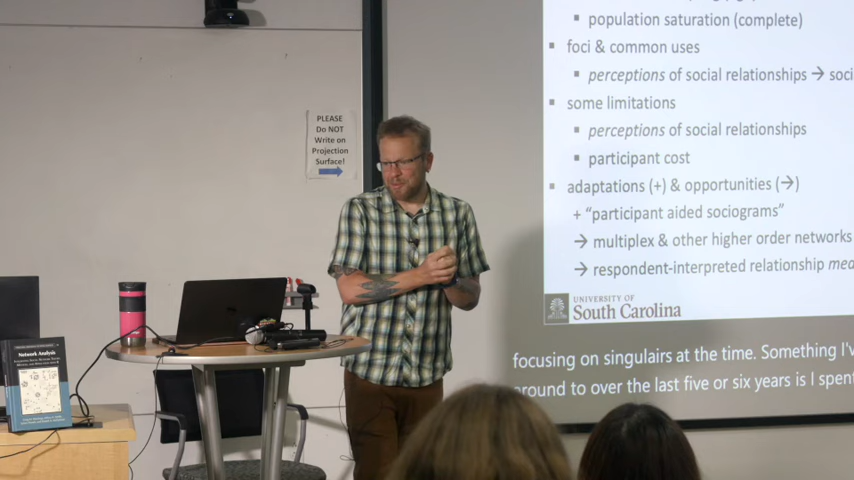 population saturation (complete)
foci & common uses
perceptions of social relationships → soci
some limitations
perceptions of social relationships
participant cost
adaptations (+) & opportunities (→)
+ "participant aided sociograms"
→ multiplex & other higher order networks
→ respondent-interpreted relationship med
UNIVERSITY OF
South Carolina
focusing on singulairs at the time. Something I'v
around to over the last five or six years is I spent
PLEASE
Do NOT
Write on
Projection
Surface!
Network Analysis